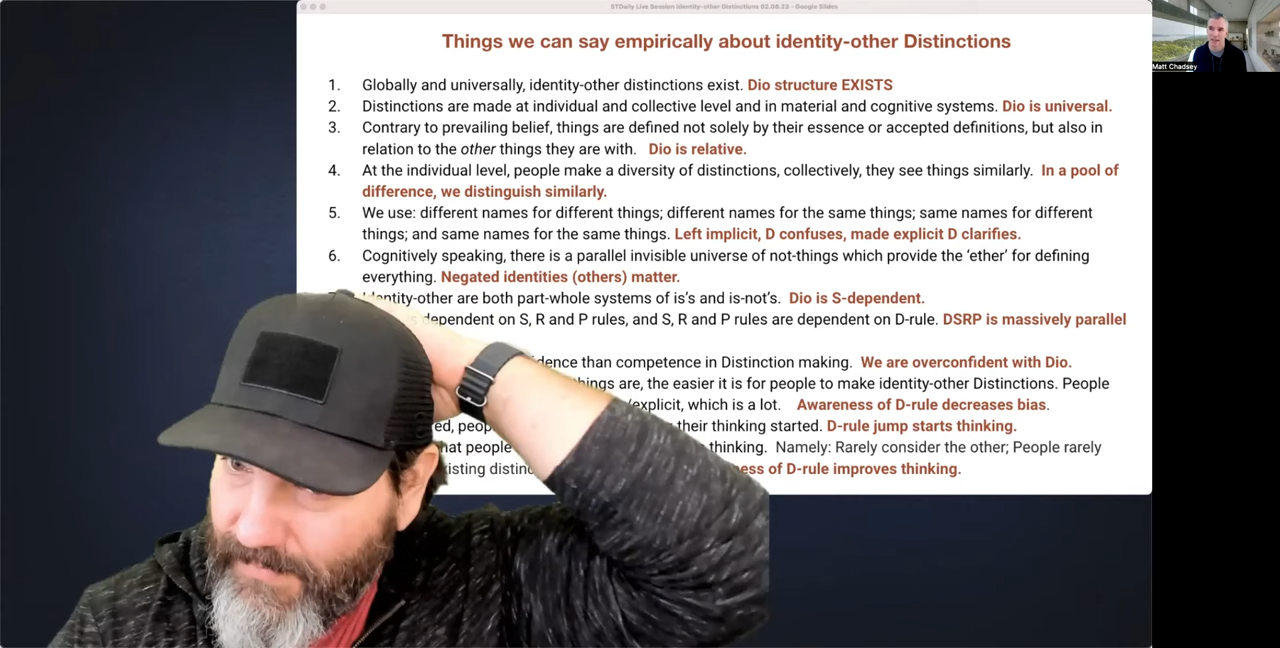 STDaily Live Session Identity-other Distinctions 02.08.23 - Google Slides
Matt Chadsey
Things we can say empirically about identity-other Distinctions
1. Globally and universally, identity-other distinctions exist. Dio structure EXISTS
2. Distinctions are made at individual and collective level and in material and cognitive systems. Dio is universal.
3. Contrary to prevailing belief, things are defined not solely by their essence or accepted definitions, but also in
relation to the other things they are with. Dio is relative.
4. At the individual level, people make a diversity of distinctions, collectively, they see things similarly. In a pool of
difference, we distinguish similarly.
5. We use: different names for different things; different names for the same things; same names for different
things; and same names for the same things. Left implicit, D confuses, made explicit D clarifies.
6. Cognitively speaking, there is a parallel invisible universe of not-things which provide the ‘ether’ for defining
everything. Negated identities (others) matter.
are both part-whole systems of is’s and is-not’s. Dio is S-dependent.
dependent on S, R and P rules, and S, R and P rules are dependent on D-rule. DSRP is massively parallel
than competence in Distinction making. We are overconfident with Dio.
are, the easier it is for people to make identity-other Distinctions. People
which is a lot. Awareness of D-rule decreases bias.
their thinking started. D-rule jump starts thinking.
people thinking. Namely: Rarely consider the other; People rarely
of D-rule improves thinking.